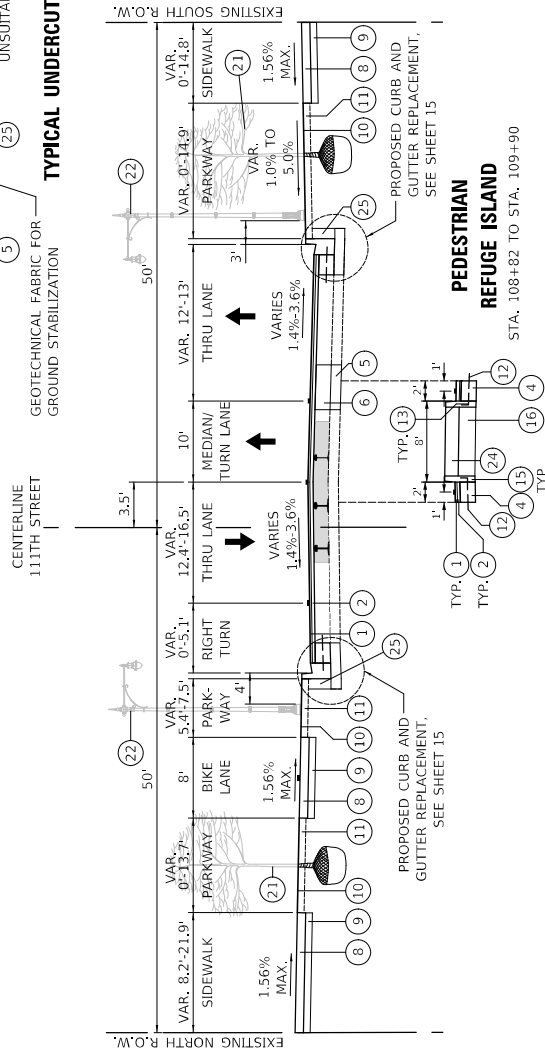 UNSUITAB
25
5
TYPICAL UNDERCUT
GEOTECHNICAL FABRIC FOR
GROUND STABILIZATION
CENTERLINE
111TH STREET
EXISTING NORTH R.O.W.
EXISTING SOUTH R.O.W.
50'
50'
3.5'
22
22
VAR. 8.2'-21.9'
SIDEWALK
VAR.
0'-13.7'
PARKWAY
8'
BIKE
LANE
VAR.
5.4'-7.5'
PARK-
WAY
VAR.
0'-5.1'
RIGHT
TURN
VAR.
12.4'-16.5'
THRU LANE
10'
MEDIAN/
TURN LANE
VAR. 12'-13'
THRU LANE
VAR. 0'-14.9'
PARKWAY
VAR.
0'-14.8'
SIDEWALK
4'
3'
21
21
1.56%
MAX.
1.56%
MAX.
VARIES
1.4%-3.6%
VARIES
1.4%-3.6%
VAR.
1.0% TO
5.0%
1.56%
MAX.
8
9
10
11
8
9
10
11
25
1
2
6
5
25
10
11
8
9
PROPOSED CURB AND
GUTTER REPLACEMENT,
SEE SHEET 15
PROPOSED CURB AND
GUTTER REPLACEMENT,
SEE SHEET 15
TYP. 1
TYP. 2
1'
2'
TYP. 13
8'
2'
1'
12
4
15
TYP
24
16
4
12
PEDESTRIAN
REFUGE ISLAND
STA. 108+82 TO STA. 109+90